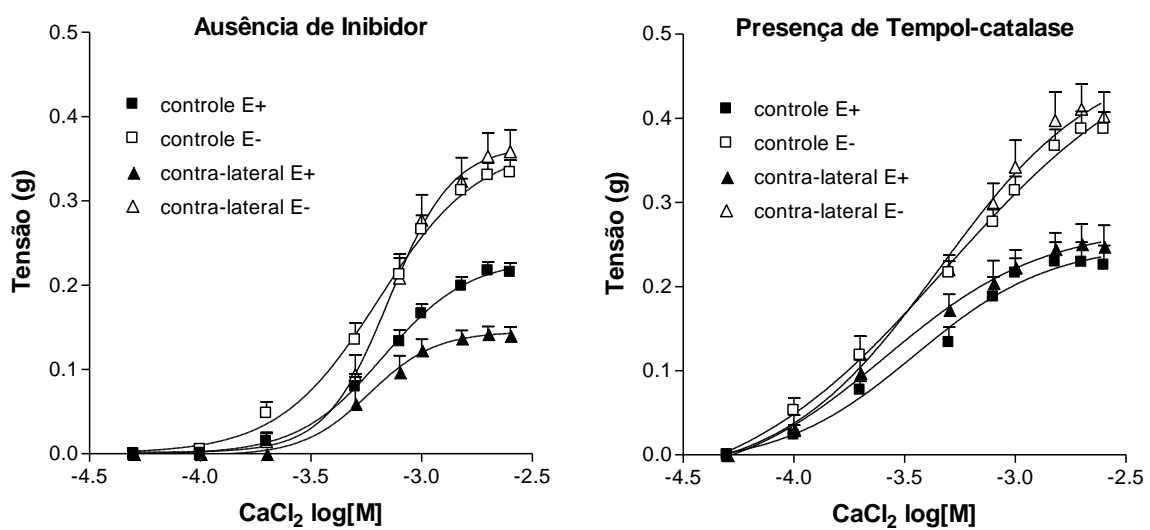 Ausência de Inibidor
0.5
0.4
0.3
0.2
0.1
0.0
Tensão (g)
controle E+
controle E-
contra-lateral E+
contra-lateral E-
-4.5 -4.0 -3.5 -3.0 -2.5
CaCl₂ log[M]
Presença de Tempol-catalase
0.5
0.4
0.3
0.2
0.1
0.0
Tensão (g)
controle E+
controle E-
contra-lateral E+
contra-lateral E-
-4.5 -4.0 -3.5 -3.0 -2.5
CaCl₂ log[M]